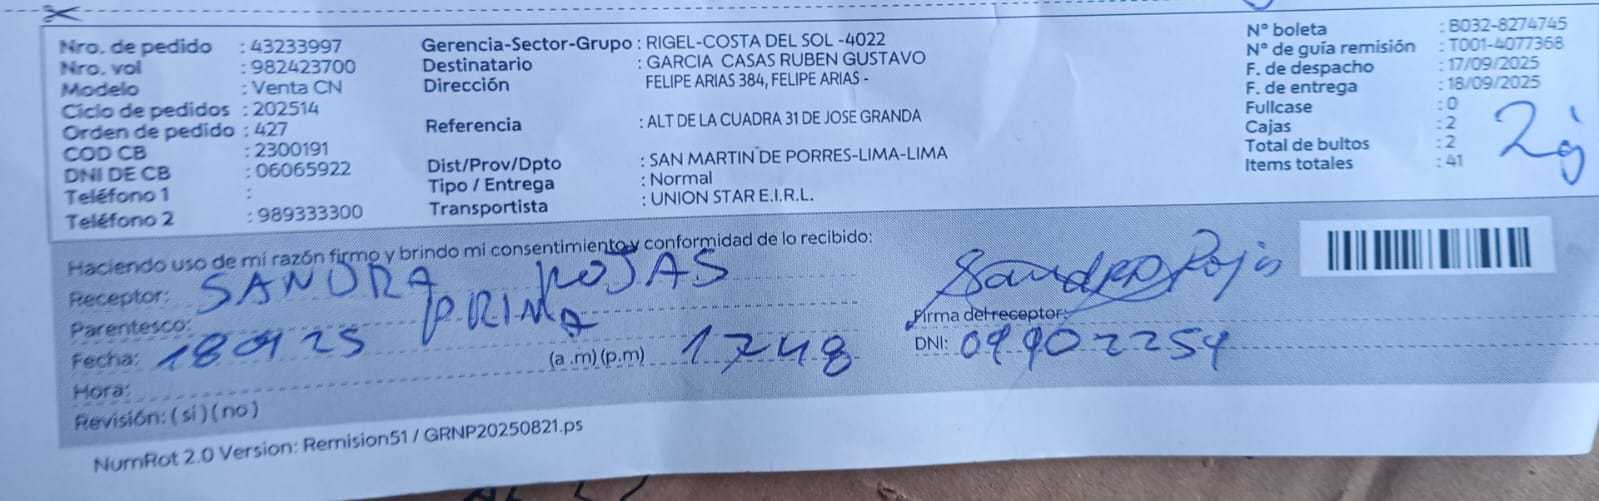 Nro. de pedido : 43233997
Nro. vol : 982423700
Modelo : Venta CN
Ciclo de pedidos : 202514
Orden de pedido : 427
COD CB : 2300191
DNI DE CB : 06065922
Teléfono 1 :
Teléfono 2 : 989333300
Gerencia-Sector-Grupo : RIGEL-COSTA DEL SOL -4022
Destinatario : GARCIA CASAS RUBEN GUSTAVO
Dirección FELIPE ARIAS 384, FELIPE ARIAS -
Referencia : ALT DE LA CUADRA 31 DE JOSE GRANDA
Dist/Prov/Dpto : SAN MARTIN DE PORRES-LIMA-LIMA
Tipo / Entrega : Normal
Transportista : UNION STAR E.I.R.L.
N° boleta : B032-8274745
N° de guía remisión : T001-4077368
F. de despacho : 17/09/2025
F. de entrega : 18/09/2025
Fullcase : 0
Cajas : 2
Total de bultos : 2
Items totales : 41
Haciendo uso de mi razón firmo y brindo mi consentimiento y conformidad de lo recibido:
Receptor: SANDRA ROJAS
Parentesco: PRIMA
Fecha: 180925 (a .m) (p.m) 1748
Hora:
Revisión: ( si ) ( no )
Sandra Rojas
Firma del receptor:
DNI: 09902254
NumRot 2.0 Version: Remision51 / GRNP20250821.ps